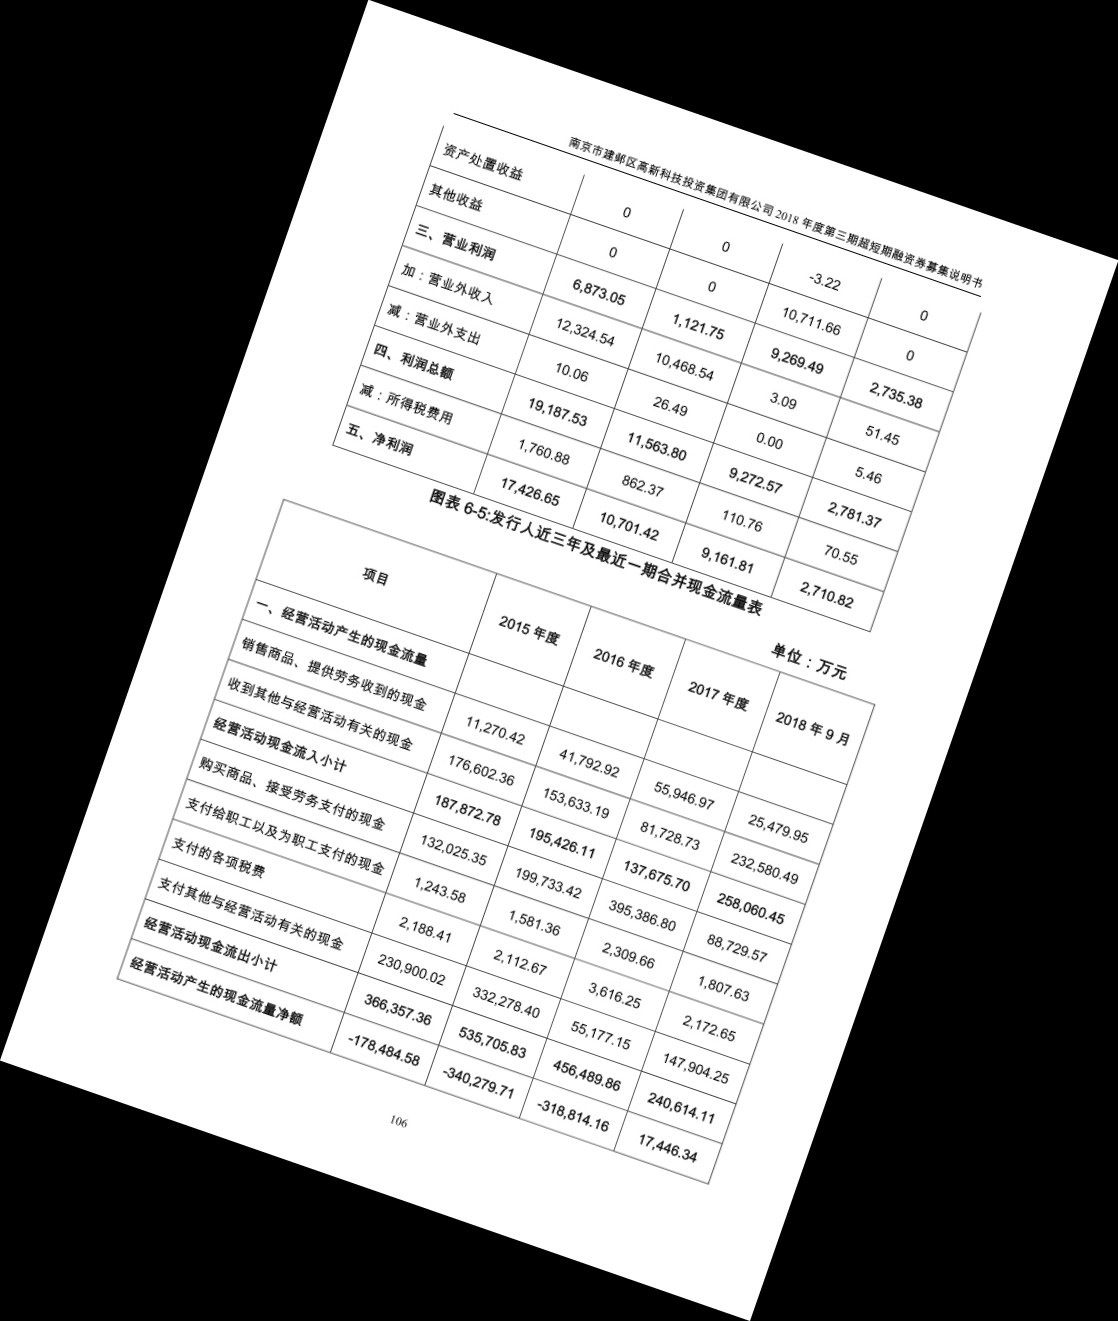 南京市建邺区高新科技投资集团有限公司 2018 年度第三期超短期融资券募集说明书
资产处置收益 0 0 -3.22 0
其他收益 0 0 10,711.66 0
三、营业利润 6,873.05 1,121.75 9,269.49 2,735.38
加：营业外收入 12,324.54 10,468.54 3.09 51.45
减：营业外支出 10.06 26.49 0.00 5.46
四、利润总额 19,187.53 11,563.80 9,272.57 2,781.37
减：所得税费用 1,760.88 862.37 110.76 70.55
五、净利润 17,426.65 10,701.42 9,161.81 2,710.82
图表 6-5:发行人近三年及最近一期合并现金流量表
单位：万元
项目 2015 年度 2016 年度 2017 年度 2018 年 9 月
一、经营活动产生的现金流量
销售商品、提供劳务收到的现金 11,270.42 41,792.92 55,946.97 25,479.95
收到其他与经营活动有关的现金 176,602.36 153,633.19 81,728.73 232,580.49
经营活动现金流入小计 187,872.78 195,426.11 137,675.70 258,060.45
购买商品、接受劳务支付的现金 132,025.35 199,733.42 395,386.80 88,729.57
支付给职工以及为职工支付的现金 1,243.58 1,581.36 2,309.66 1,807.63
支付的各项税费 2,188.41 2,112.67 3,616.25 2,172.65
支付其他与经营活动有关的现金 230,900.02 332,278.40 55,177.15 147,904.25
经营活动现金流出小计 366,357.36 535,705.83 456,489.86 240,614.11
经营活动产生的现金流量净额 -178,484.58 -340,279.71 -318,814.16 17,446.34
106